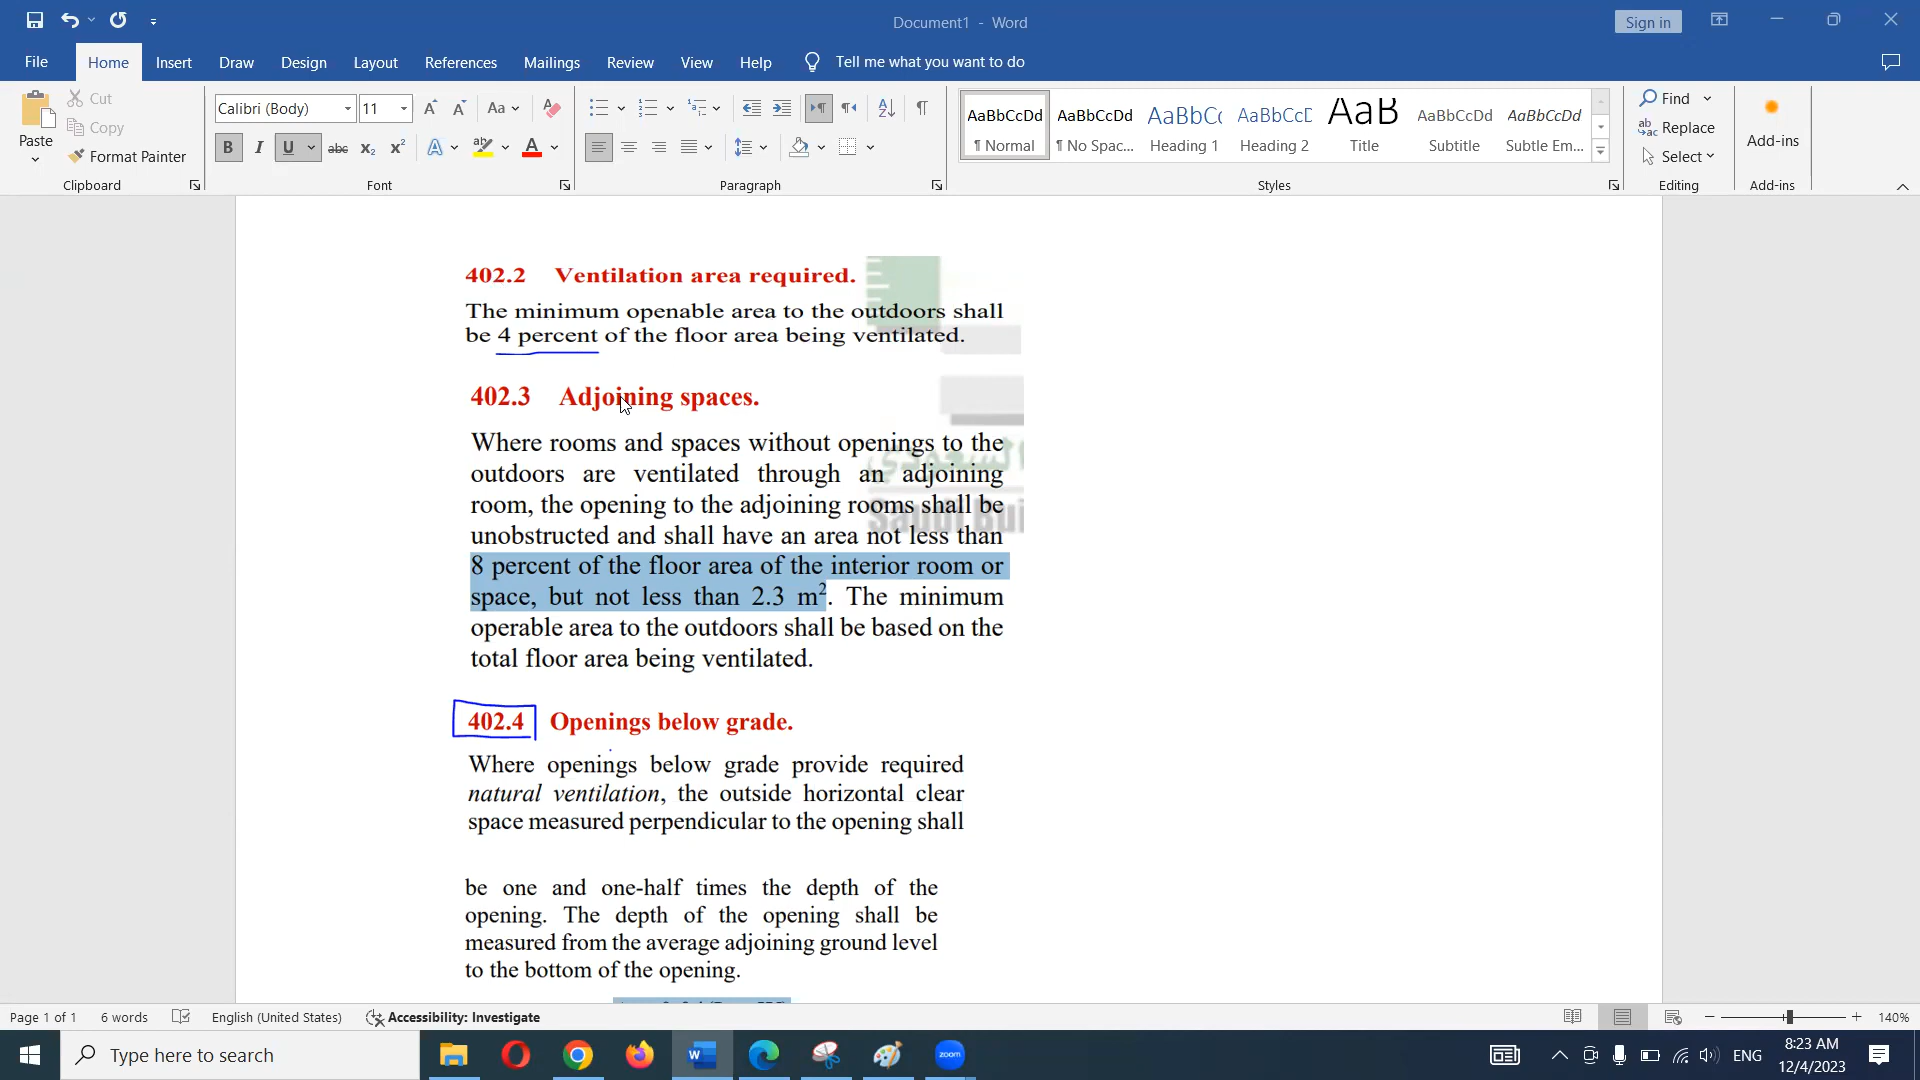 Document1 - Word
Sign in
File Home Insert Draw Design Layout References Mailings Review View Help Tell me what you want to do
Paste
Cut
Copy
Format Painter
Clipboard
Calibri (Body) 11
Font
Paragraph
AaBbCcDd AaBbCcDd AaBbCc AaBbCcD AaB AaBbCcDd AaBbCcDd
¶ Normal ¶ No Spac... Heading 1 Heading 2 Title Subtitle Subtle Em...
Styles
Find
Replace
Select
Editing
Add-ins
Add-ins
402.2 Ventilation area required.
The minimum openable area to the outdoors shall
be 4 percent of the floor area being ventilated.
402.3 Adjoining spaces.
Where rooms and spaces without openings to the
outdoors are ventilated through an adjoining
room, the opening to the adjoining rooms shall be
unobstructed and shall have an area not less than
8 percent of the floor area of the interior room or
space, but not less than 2.3 m². The minimum
operable area to the outdoors shall be based on the
total floor area being ventilated.
السعودي
Saudi Bui
402.4 Openings below grade.
Where openings below grade provide required
natural ventilation, the outside horizontal clear
space measured perpendicular to the opening shall
be one and one-half times the depth of the
opening. The depth of the opening shall be
measured from the average adjoining ground level
to the bottom of the opening.
Page 1 of 1 6 words English (United States) Accessibility: Investigate 140%
Type here to search
zoom
ENG
8:23 AM
12/4/2023